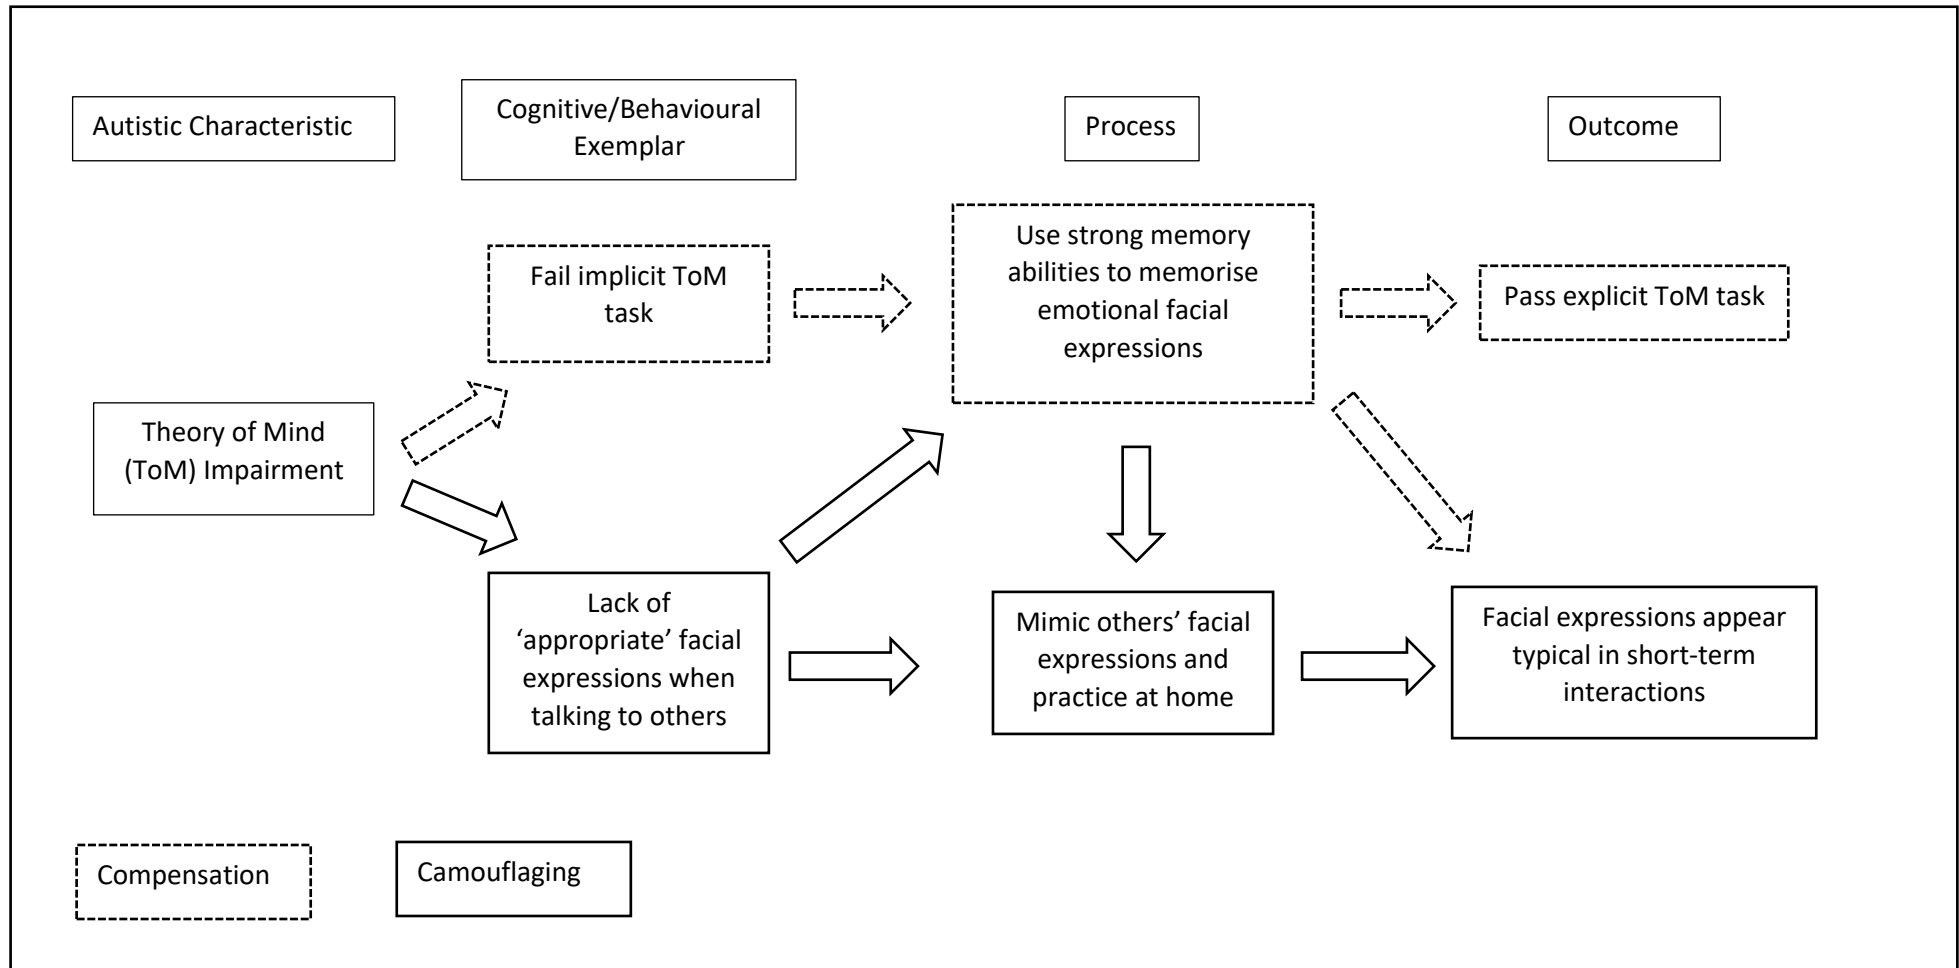 Autistic Characteristic
Cognitive/Behavioural
Exemplar
Process
Outcome
Fail implicit ToM
task
Use strong memory
abilities to memorise
emotional facial
expressions
Pass explicit ToM task
Theory of Mind
(ToM) Impairment
Lack of
‘appropriate’ facial
expressions when
talking to others
Mimic others’ facial
expressions and
practice at home
Facial expressions appear
typical in short-term
interactions
Compensation
Camouflaging